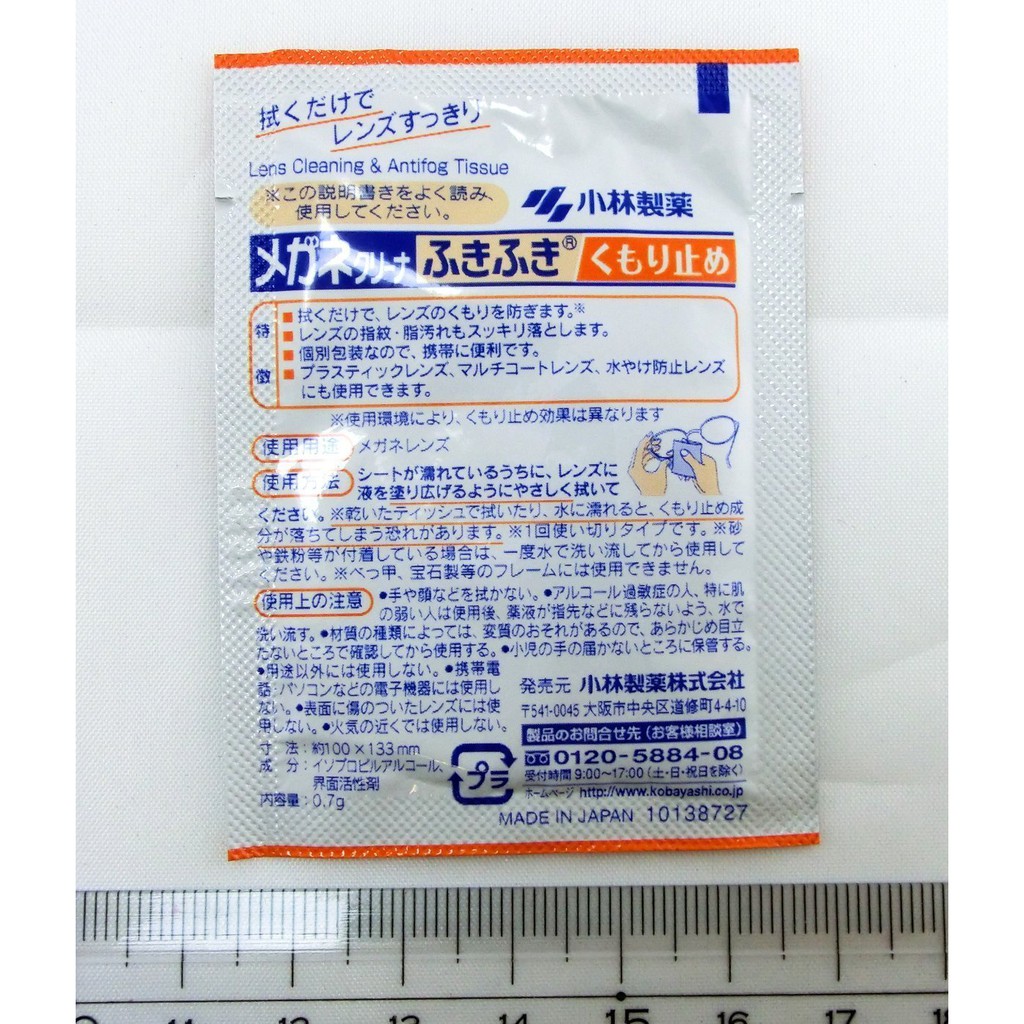 拭くだけで
レンズすっきり
Lens Cleaning & Antifog Tissue
※この説明書きをよく読み、
使用してください。
小林製薬
メガネクリーナ ふきふき® くもり止め
特徴
■拭くだけで、レンズのくもりを防ぎます。※
■レンズの指紋・脂汚れもスッキリ落とします。
■個別包装なので、携帯に便利です。
■プラスティックレンズ、マルチコートレンズ、水やけ防止レンズ
にも使用できます。
※使用環境により、くもり止め効果は異なります
使用用途 メガネレンズ
使用方法 シートが濡れているうちに、レンズに
液を塗り広げるようにやさしく拭いて
ください。※乾いたティッシュで拭いたり、水に濡れると、くもり止め成
分が落ちてしまう恐れがあります。※1回使い切りタイプです。※砂
や鉄粉等が付着している場合は、一度水で洗い流してから使用して
ください。※べっ甲、宝石製等のフレームには使用できません。
使用上の注意 ●手や顔などを拭かない。●アルコール過敏症の人、特に肌
の弱い人は使用後、薬液が指先などに残らないよう、水で
洗い流す。●材質の種類によっては、変質のおそれがあるので、あらかじめ目立
たないところで確認してから使用する。●小児の手の届かないところに保管する。
●用途以外には使用しない。●携帯電
話・パソコンなどの電子機器には使用し
ない。●表面に傷のついたレンズには使
用しない。●火気の近くでは使用しない。
寸 法：約100×133mm
成 分：イソプロピルアルコール、
界面活性剤
内容量：0.7g
プラ
発売元 小林製薬株式会社
〒541-0045 大阪市中央区道修町4-4-10
製品のお問合せ先（お客様相談室）
0120-5884-08
受付時間 9:00~17:00（土・日・祝日を除く）
ホームページ http://www.kobayashi.co.jp
MADE IN JAPAN 10138727
11 12 13 14 15 16 17